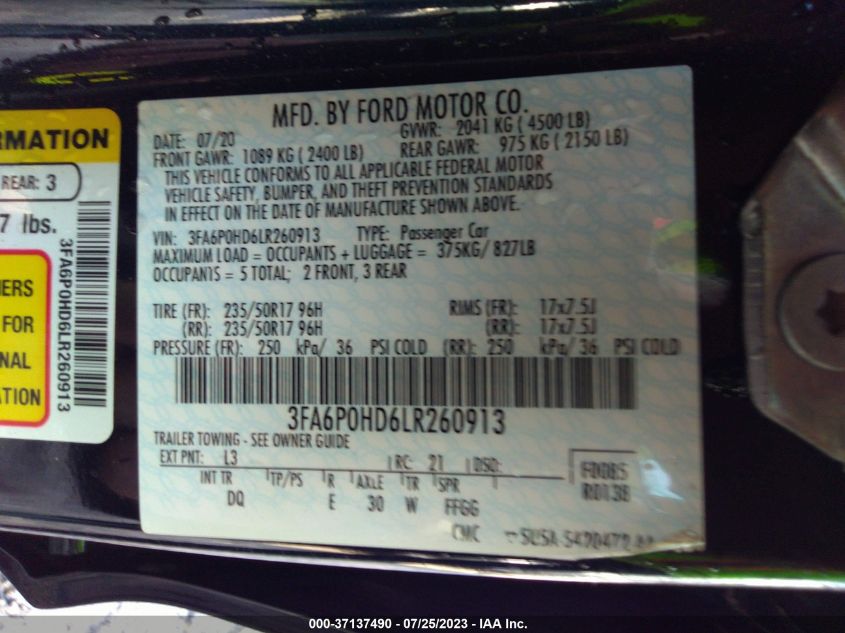 MFD. BY FORD MOTOR CO.
DATE: 07/20 GVWR: 2041 KG ( 4500 LB)
FRONT GAWR: 1089 KG ( 2400 LB) REAR GAWR: 975 KG ( 2150 LB)
THIS VEHICLE CONFORMS TO ALL APPLICABLE FEDERAL MOTOR
VEHICLE SAFETY, BUMPER, AND THEFT PREVENTION STANDARDS
IN EFFECT ON THE DATE OF MANUFACTURE SHOWN ABOVE.
VIN: 3FA6P0HD6LR260913 TYPE: Passenger Car
MAXIMUM LOAD = OCCUPANTS + LUGGAGE = 375KG/ 827LB
OCCUPANTS = 5 TOTAL; 2 FRONT, 3 REAR
TIRE (FR): 235/50R17 96H RIMS (FR): 17x7.5J
(RR): 235/50R17 96H (RR): 17x7.5J
PRESSURE (FR): 250 kPa/ 36 PSI COLD (RR): 250 kPa/ 36 PSI COLD
3FA6P0HD6LR260913
TRAILER TOWING - SEE OWNER GUIDE
EXT PNT: L3 RC: 21 DSO: F0085
INT TR TP/PS R AXLE TR SPR R0138
DQ E 30 W FFGG
CMC
ORMATION
REAR: 3
7 lbs.
3FA6P0HD6LR260913
FOR
000-37137490 - 07/25/2023 - IAA Inc.